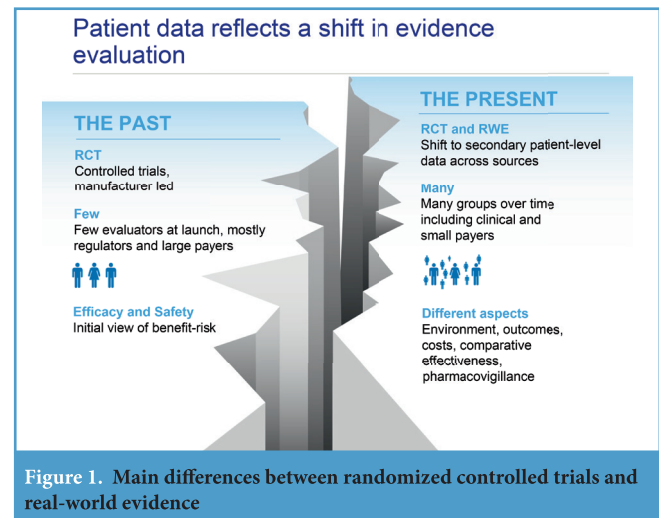 Patient data reflects a shift in evidence
evaluation
THE PAST
RCT
Controlled trials,
manufacturer led
Few
Few evaluators at launch, mostly
regulators and large payers
Efficacy and Safety
Initial view of benefit-risk
THE PRESENT
RCT and RWE
Shift to secondary patient-level
data across sources
Many
Many groups over time
including clinical and
small payers
Different aspects
Environment, outcomes,
costs, comparative
effectiveness,
pharmacovigillance
Figure 1. Main differences between randomized controlled trials and
real-world evidence